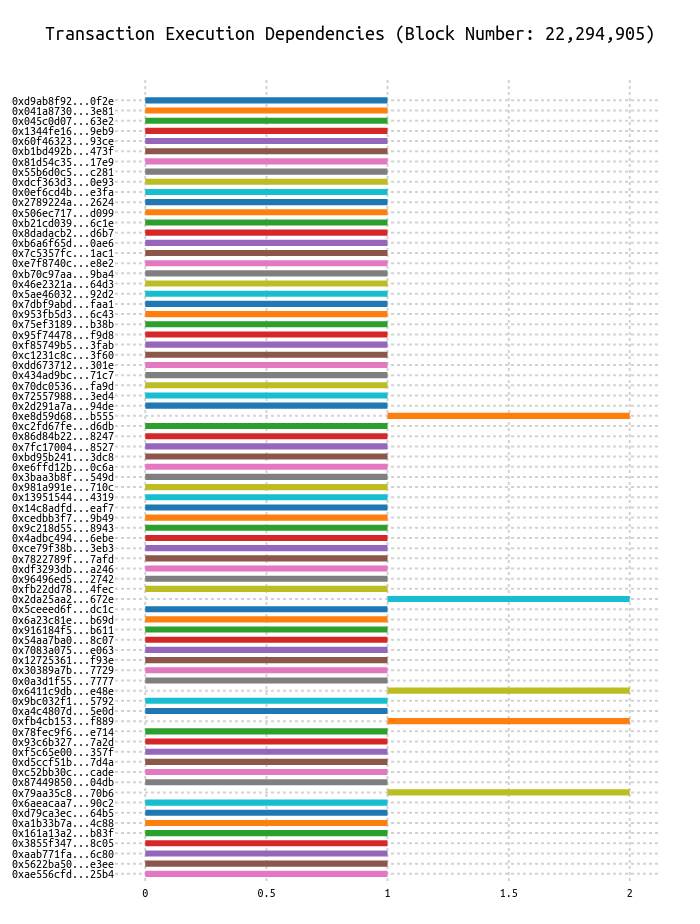 Transaction Execution Dependencies (Block Number: 22,294,905)
0xd9ab8f92...0f2e
0x041a8730...3e81
0x045c0d07...63e2
0x1344fe16...9eb9
0x60f46323...93ce
0xb1bd492b...473f
0x81d54c35...17e9
0x55b6d0c5...c281
0xdcf363d3...0e93
0x0ef6cd4b...e3fa
0x2789224a...2624
0x506ec717...d099
0xb21cd039...6c1e
0x8dadacb2...d6b7
0xb6a6f65d...0ae6
0x7c5357fc...1ac1
0xe7f8740c...e8e2
0xb70c97aa...9ba4
0x46e2321a...64d3
0x5ae46032...92d2
0x7dbf9abd...faa1
0x953fb5d3...6c43
0x75ef3189...b38b
0x95f74478...f9d8
0xf85749b5...3fab
0xc1231c8c...3f60
0xdd673712...301e
0x434ad9bc...71c7
0x70dc0536...fa9d
0x72557988...3ed4
0x2d291a7a...94de
0xe8d59d68...b555
0xc2fd67fe...d6db
0x86d84b22...8247
0x7fc17004...8527
0xbd95b241...3dc8
0xe6ffd12b...0c6a
0x3baa3b8f...549d
0x981a991e...710c
0x13951544...4319
0x14c8adfd...eaf7
0xcedbb3f7...9b49
0x9c218d55...8943
0x4adbc494...6ebe
0xce79f38b...3eb3
0x7822789f...7afd
0xdf3293db...a246
0x96496ed5...2742
0xfb22dd78...4fec
0x2da25aa2...672e
0x5ceeed6f...dc1c
0x6a23c81e...b69d
0x916184f5...b611
0x54aa7ba0...8c07
0x7083a075...e063
0x12725361...f93e
0x30389a7b...7729
0x0a3d1f55...7777
0x6411c9db...e48e
0x9bc032f1...5792
0xa4c4807d...5e0d
0xfb4cb153...f889
0x78fec9f6...e714
0x93c6b327...7a2d
0xf5c65e00...357f
0xd5ccf51b...7d4a
0xc52bb30c...cade
0x87449850...04db
0x79aa35c8...70b6
0x6aeacaa7...90c2
0xd79ca3ec...64b5
0xa1b33b7a...4c88
0x161a13a2...b83f
0x3855f347...8c05
0xaab771fa...6c80
0x5622ba50...e3ee
0xae556cfd...25b4
0 0.5 1 1.5 2